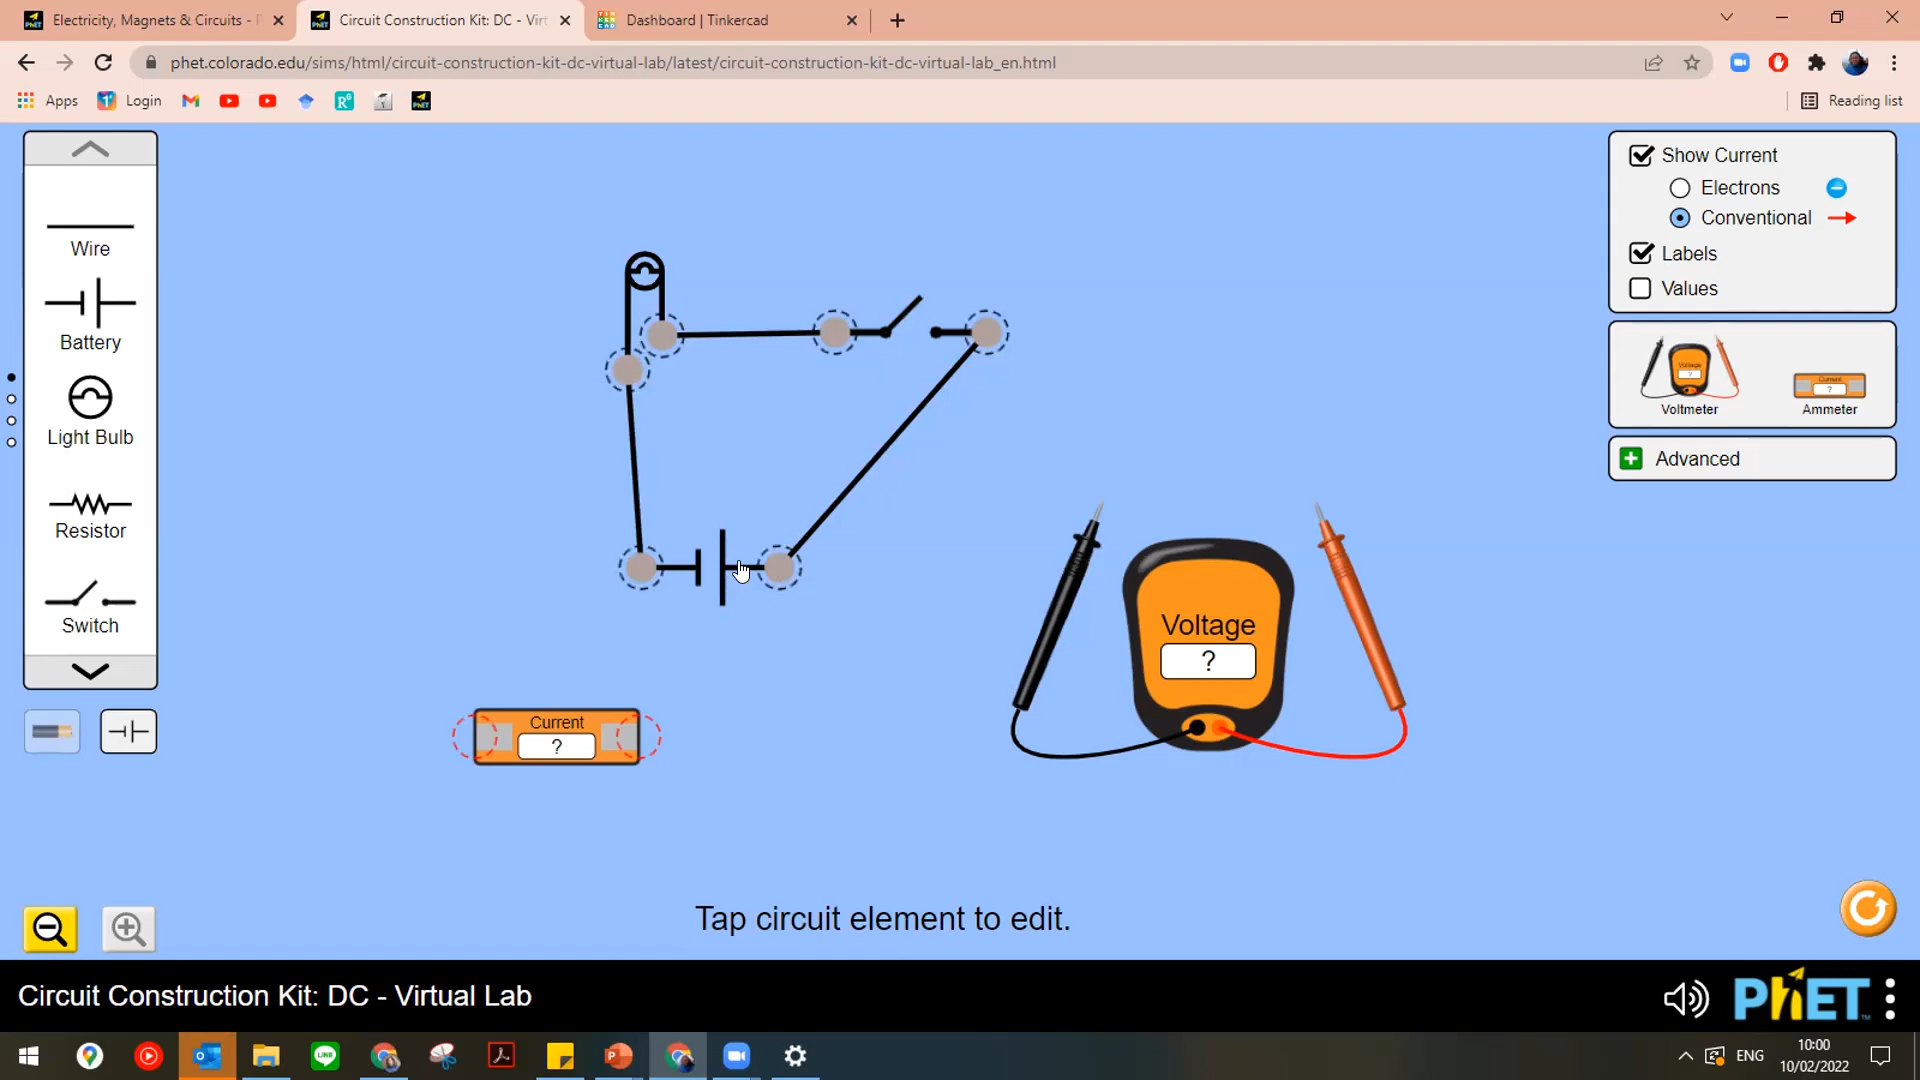 Electricity, Magnets & Circuits - P
Circuit Construction Kit: DC - Virt
Dashboard | Tinkercad
phet.colorado.edu/sims/html/circuit-construction-kit-dc-virtual-lab/latest/circuit-construction-kit-dc-virtual-lab_en.html
Apps
Login
Reading list
Wire
Battery
Light Bulb
Resistor
Switch
Show Current
Electrons
Conventional
Labels
Values
Voltage
?
Voltmeter
Current
?
Ammeter
Advanced
Voltage
?
Current
?
Tap circuit element to edit.
Circuit Construction Kit: DC - Virtual Lab
PhET
ENG
10:00
10/02/2022